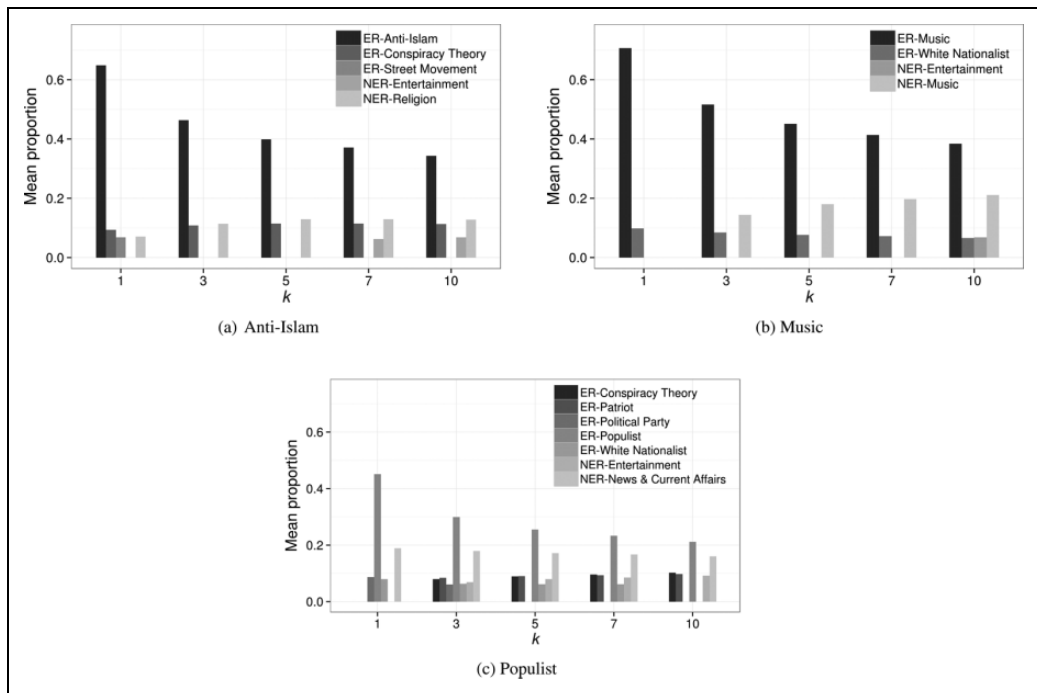 ER-Anti-Islam
ER-Conspiracy Theory
ER-Street Movement
NER-Entertainment
NER-Religion
Mean proportion
0.6
0.4
0.2
0.0
1 3 5 7 10
k
(a) Anti-Islam
ER-Music
ER-White Nationalist
NER-Entertainment
NER-Music
Mean proportion
0.6
0.4
0.2
0.0
1 3 5 7 10
k
(b) Music
ER-Conspiracy Theory
ER-Patriot
ER-Political Party
ER-Populist
ER-White Nationalist
NER-Entertainment
NER-News & Current Affairs
Mean proportion
0.6
0.4
0.2
0.0
1 3 5 7 10
k
(c) Populist